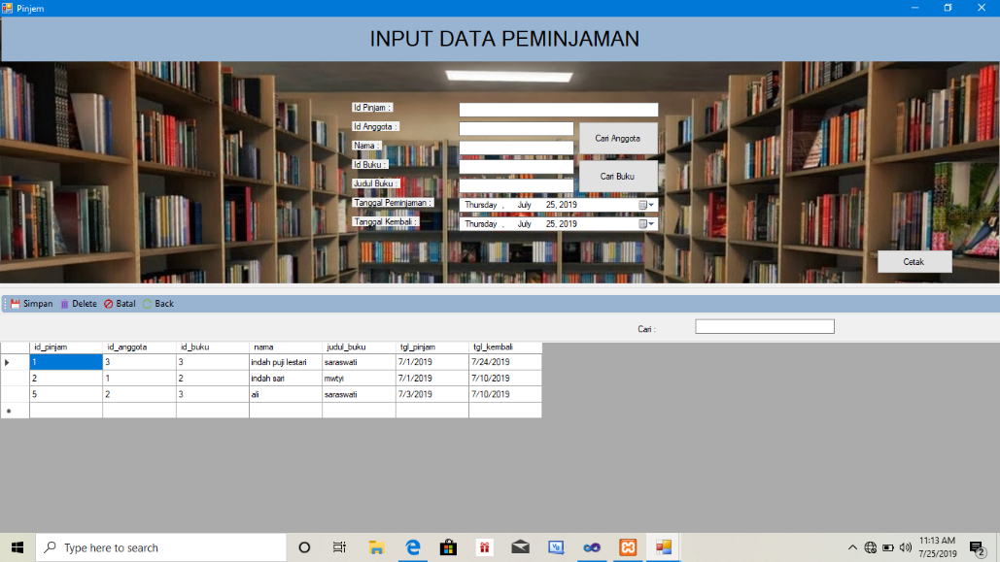 Pinjem
INPUT DATA PEMINJAMAN
Id Pinjam :
Id Anggota :
Cari Anggota
Nama :
Id Buku :
Cari Buku
Judul Buku :
Tanggal Peminjaman : Thursday , July 25, 2019
Tanggal Kembali : Thursday , July 25, 2019
Cetak
Simpan Delete Batal Back
Cari :
id_pinjam id_anggota id_buku nama judul_buku tgl_pinjam tgl_kembali
1 3 3 indah puji lestari saraswati 7/1/2019 7/24/2019
2 1 2 indah sari mwtyi 7/1/2019 7/10/2019
5 2 3 ali saraswati 7/3/2019 7/10/2019
Type here to search
11:13 AM
7/25/2019
2